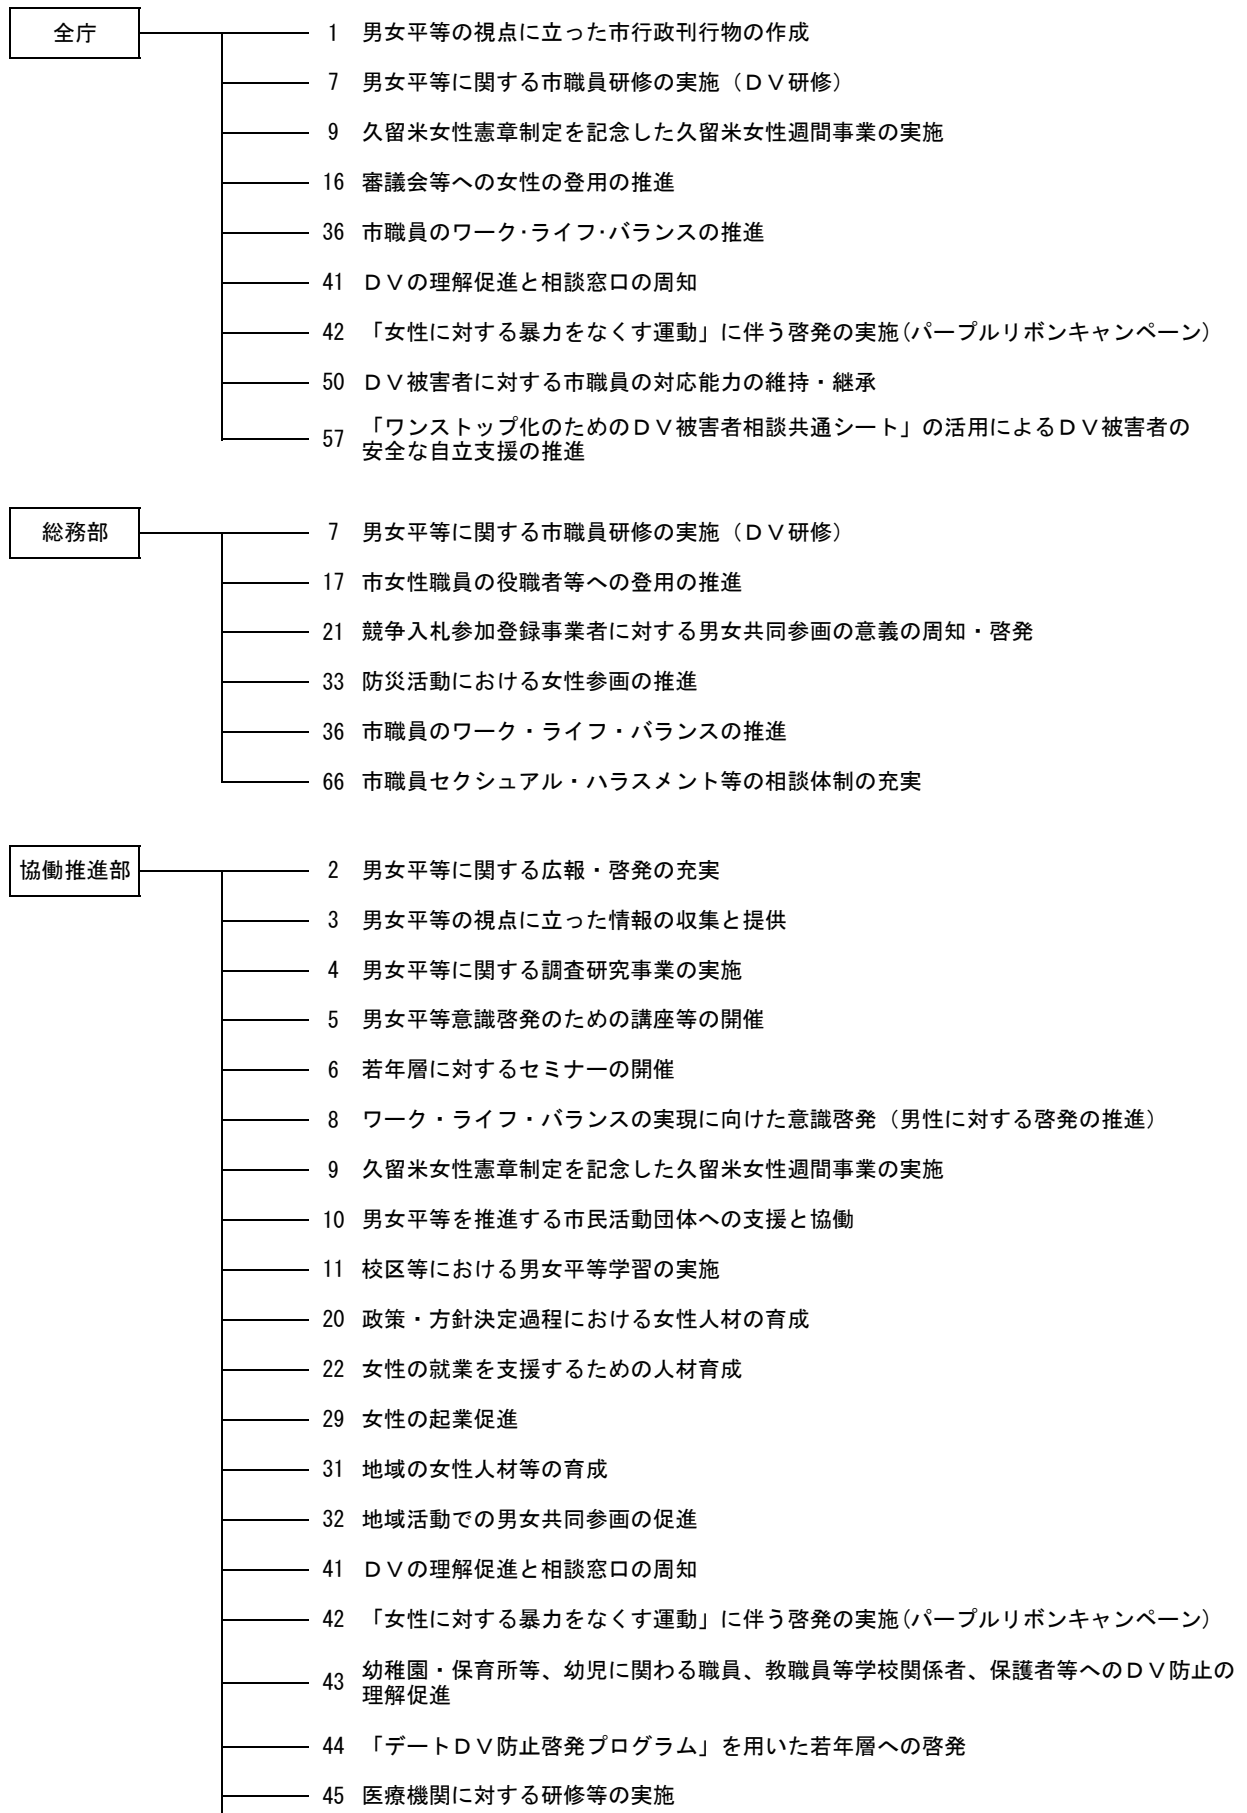 全庁
1 男女平等の視点に立った市行政刊行物の作成
7 男女平等に関する市職員研修の実施（ＤＶ研修）
9 久留米女性憲章制定を記念した久留米女性週間事業の実施
16 審議会等への女性の登用の推進
36 市職員のワーク･ライフ･バランスの推進
41 ＤＶの理解促進と相談窓口の周知
42 「女性に対する暴力をなくす運動」に伴う啓発の実施(パープルリボンキャンペーン)
50 ＤＶ被害者に対する市職員の対応能力の維持・継承
57 「ワンストップ化のためのＤＶ被害者相談共通シート」の活用によるＤＶ被害者の
安全な自立支援の推進
総務部
7 男女平等に関する市職員研修の実施（ＤＶ研修）
17 市女性職員の役職者等への登用の推進
21 競争入札参加登録事業者に対する男女共同参画の意義の周知・啓発
33 防災活動における女性参画の推進
36 市職員のワーク・ライフ・バランスの推進
66 市職員セクシュアル・ハラスメント等の相談体制の充実
協働推進部
2 男女平等に関する広報・啓発の充実
3 男女平等の視点に立った情報の収集と提供
4 男女平等に関する調査研究事業の実施
5 男女平等意識啓発のための講座等の開催
6 若年層に対するセミナーの開催
8 ワーク・ライフ・バランスの実現に向けた意識啓発（男性に対する啓発の推進）
9 久留米女性憲章制定を記念した久留米女性週間事業の実施
10 男女平等を推進する市民活動団体への支援と協働
11 校区等における男女平等学習の実施
20 政策・方針決定過程における女性人材の育成
22 女性の就業を支援するための人材育成
29 女性の起業促進
31 地域の女性人材等の育成
32 地域活動での男女共同参画の促進
41 ＤＶの理解促進と相談窓口の周知
42 「女性に対する暴力をなくす運動」に伴う啓発の実施(パープルリボンキャンペーン)
43 幼稚園・保育所等、幼児に関わる職員、教職員等学校関係者、保護者等へのＤＶ防止の
理解促進
44 「デートＤＶ防止啓発プログラム」を用いた若年層への啓発
45 医療機関に対する研修等の実施